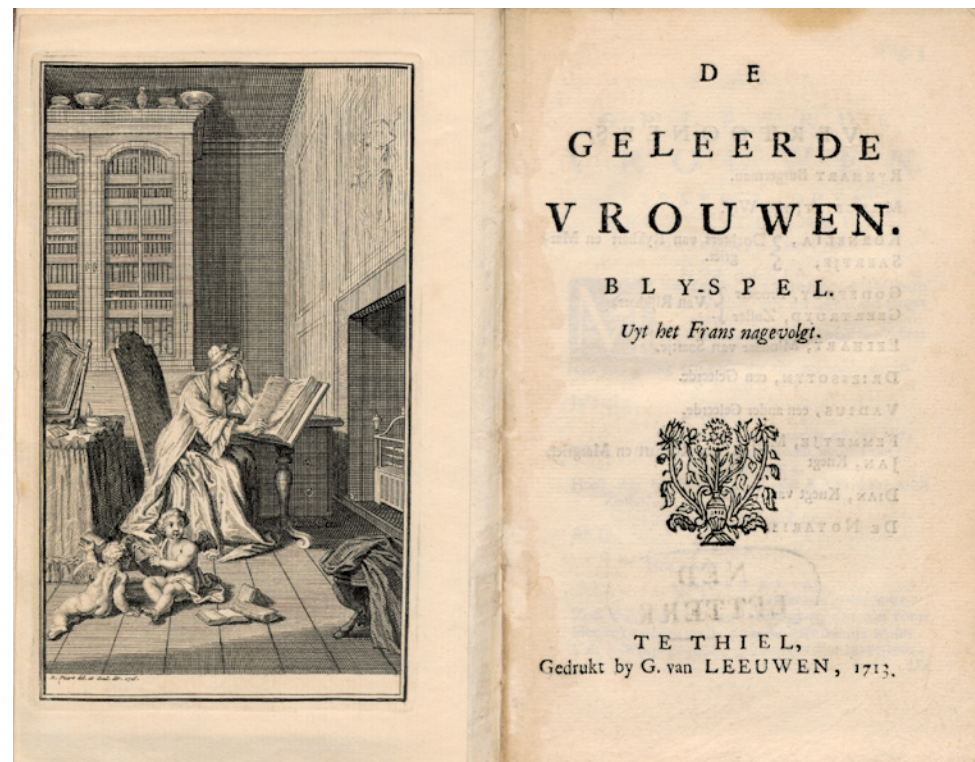 DE
GELEERDE
VROUWEN.
BLY-SPEL.
Uyt het Frans nagevolgt.
TE THIEL,
Gedrukt by G. van LEEUWEN, 1713.